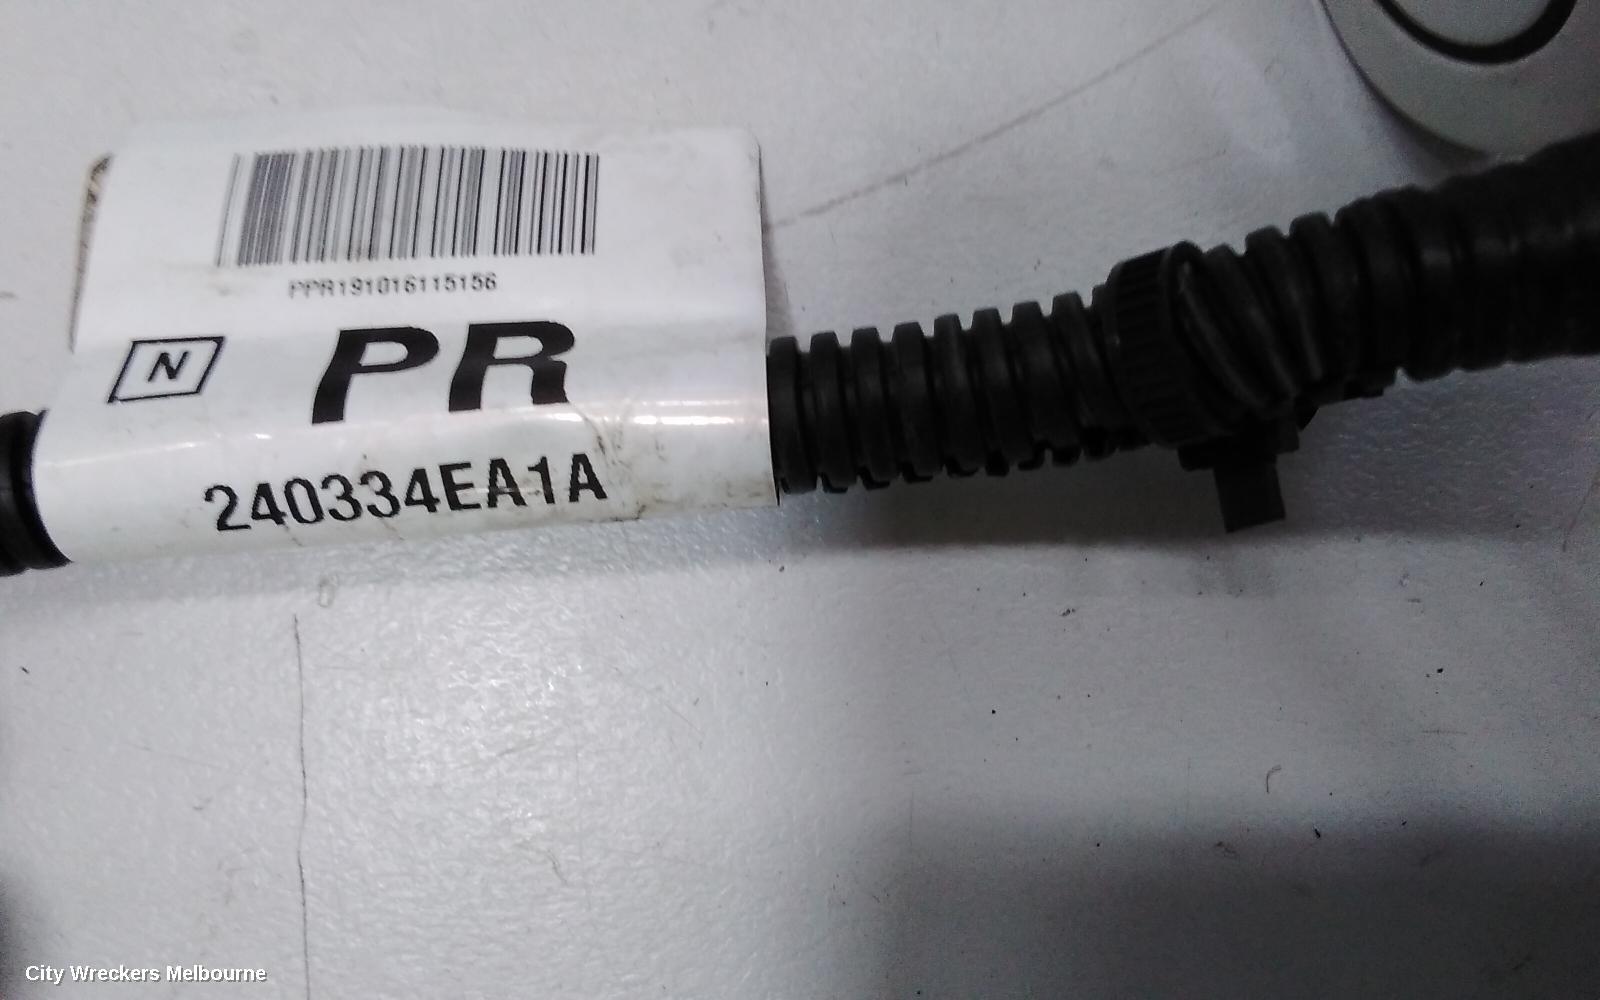 PPR191016115156
N PR
240334EA1A
City Wreckers Melbourne